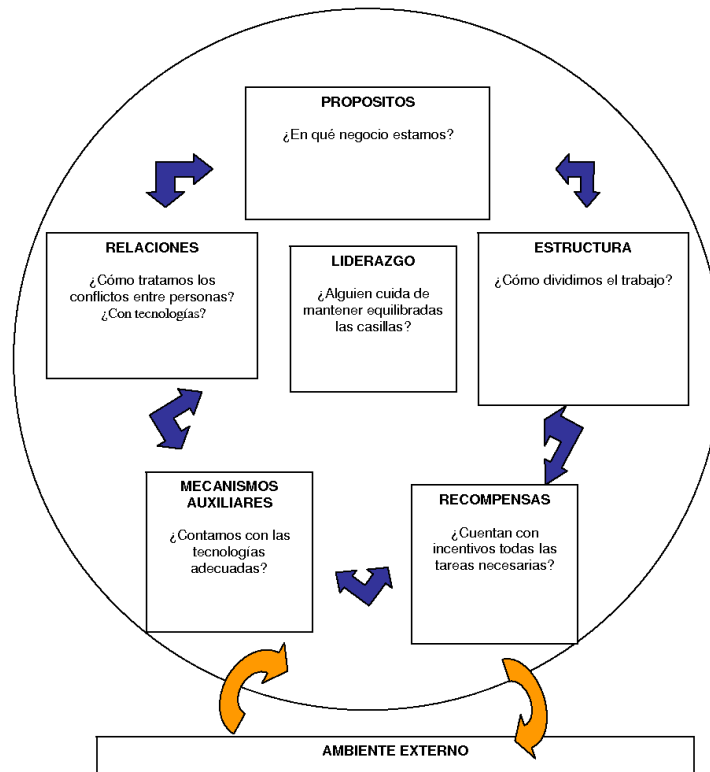 PROPOSITOS
¿En qué negocio estamos?
RELACIONES
¿Cómo tratamos los
conflictos entre personas?
¿Con tecnologías?
LIDERAZGO
¿Alguien cuida de
mantener equilibradas
las casillas?
ESTRUCTURA
¿Cómo dividimos el trabajo?
MECANISMOS
AUXILIARES
¿Contamos con las
tecnologías
adecuadas?
RECOMPENSAS
¿Cuentan con
incentivos todas las
tareas necesarias?
AMBIENTE EXTERNO